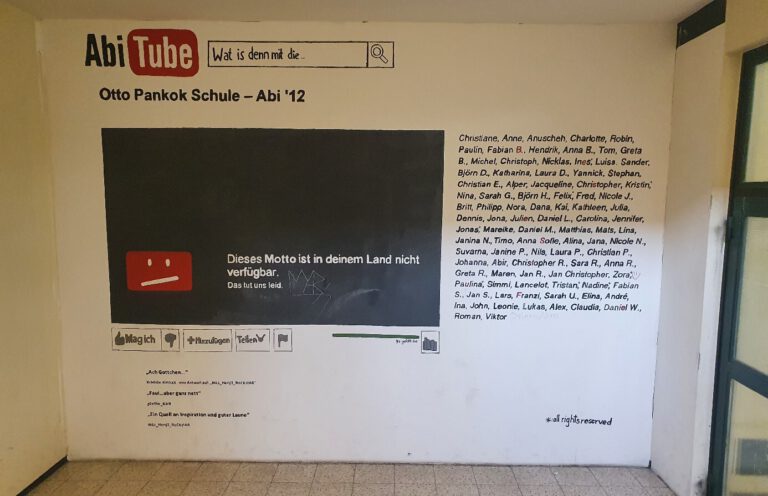 AbiTube
Wat is denn mit die...
Otto Pankok Schule – Abi '12
Christiane, Anne, Anuscheh, Charlotte, Robin,
Paulin, Fabian B., Hendrik, Anna B., Tom, Greta
B., Michel, Christoph, Nicklas, Ines, Luisa, Sander,
Björn D., Katharina, Laura D., Yannick, Stephan,
Christian E., Alper, Jacqueline, Christopher, Kristin,
Nina, Sarah G., Björn H., Felix, Fred, Nicole J.,
Britt, Philipp, Nora, Dana, Kai, Kathleen, Julia,
Dennis, Jona, Julien, Daniel L., Carolina, Jennifer,
Jonas, Mareike, Daniel M., Matthias, Mats, Lina,
Janina N., Timo, Anna Sofie, Alina, Jana, Nicole N.,
Suvarna, Janine P., Nils, Laura P., Christian P.,
Johanna, Abir, Christopher R., Sara R., Anna R.,
Greta R., Maren, Jan R., Jan Christopher, Zora,
Paulina, Simmi, Lancelot, Tristan, Nadine, Fabian
S., Jan S., Lars, Franzi, Sarah U., Elina, André,
Ina, John, Leonie, Lukas, Alex, Claudia, Daniel W.,
Roman, Viktor
Dieses Motto ist in deinem Land nicht
verfügbar.
Das tut uns leid.
Mag ich
+Hinzufügen
Teilen
„Ach Gottchen..."
„Faul...aber ganz nett"
„Ein Quell an Inspiration und guter Laune"
*all rights reserved